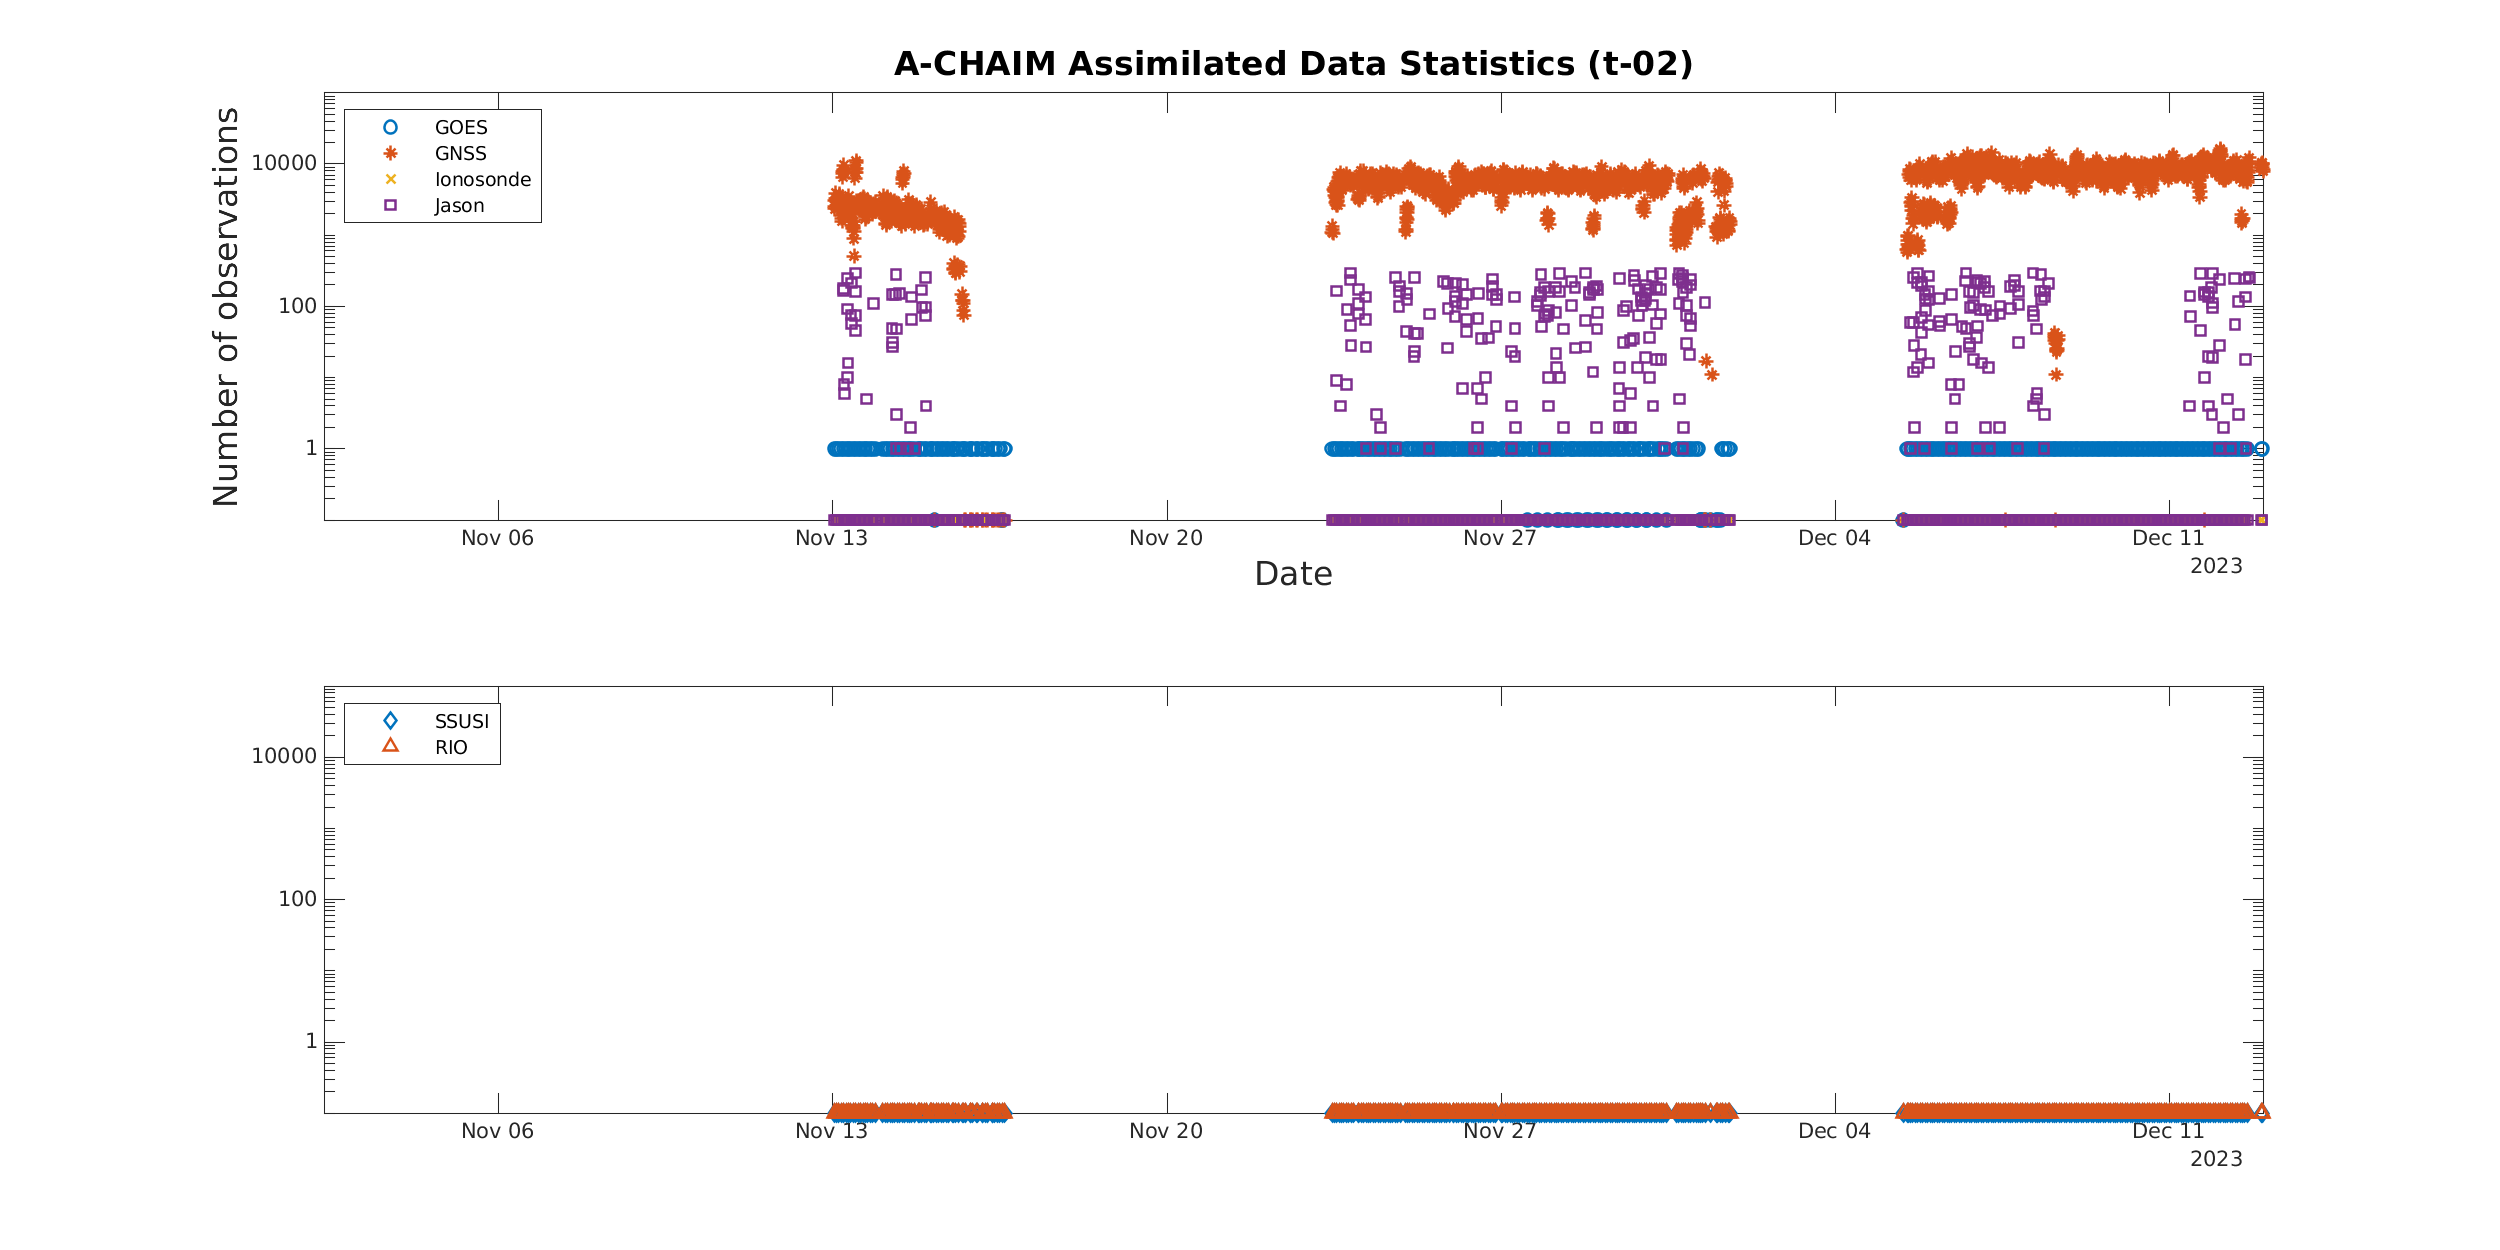 A-CHAIM Assimilated Data Statistics (t-02)
Number of observations
10000
100
1
GOES
GNSS
Ionosonde
Jason
Nov 06
Nov 13
Nov 20
Nov 27
Dec 04
Dec 11
2023
Date
10000
100
1
SSUSI
RIO
Nov 06
Nov 13
Nov 20
Nov 27
Dec 04
Dec 11
2023